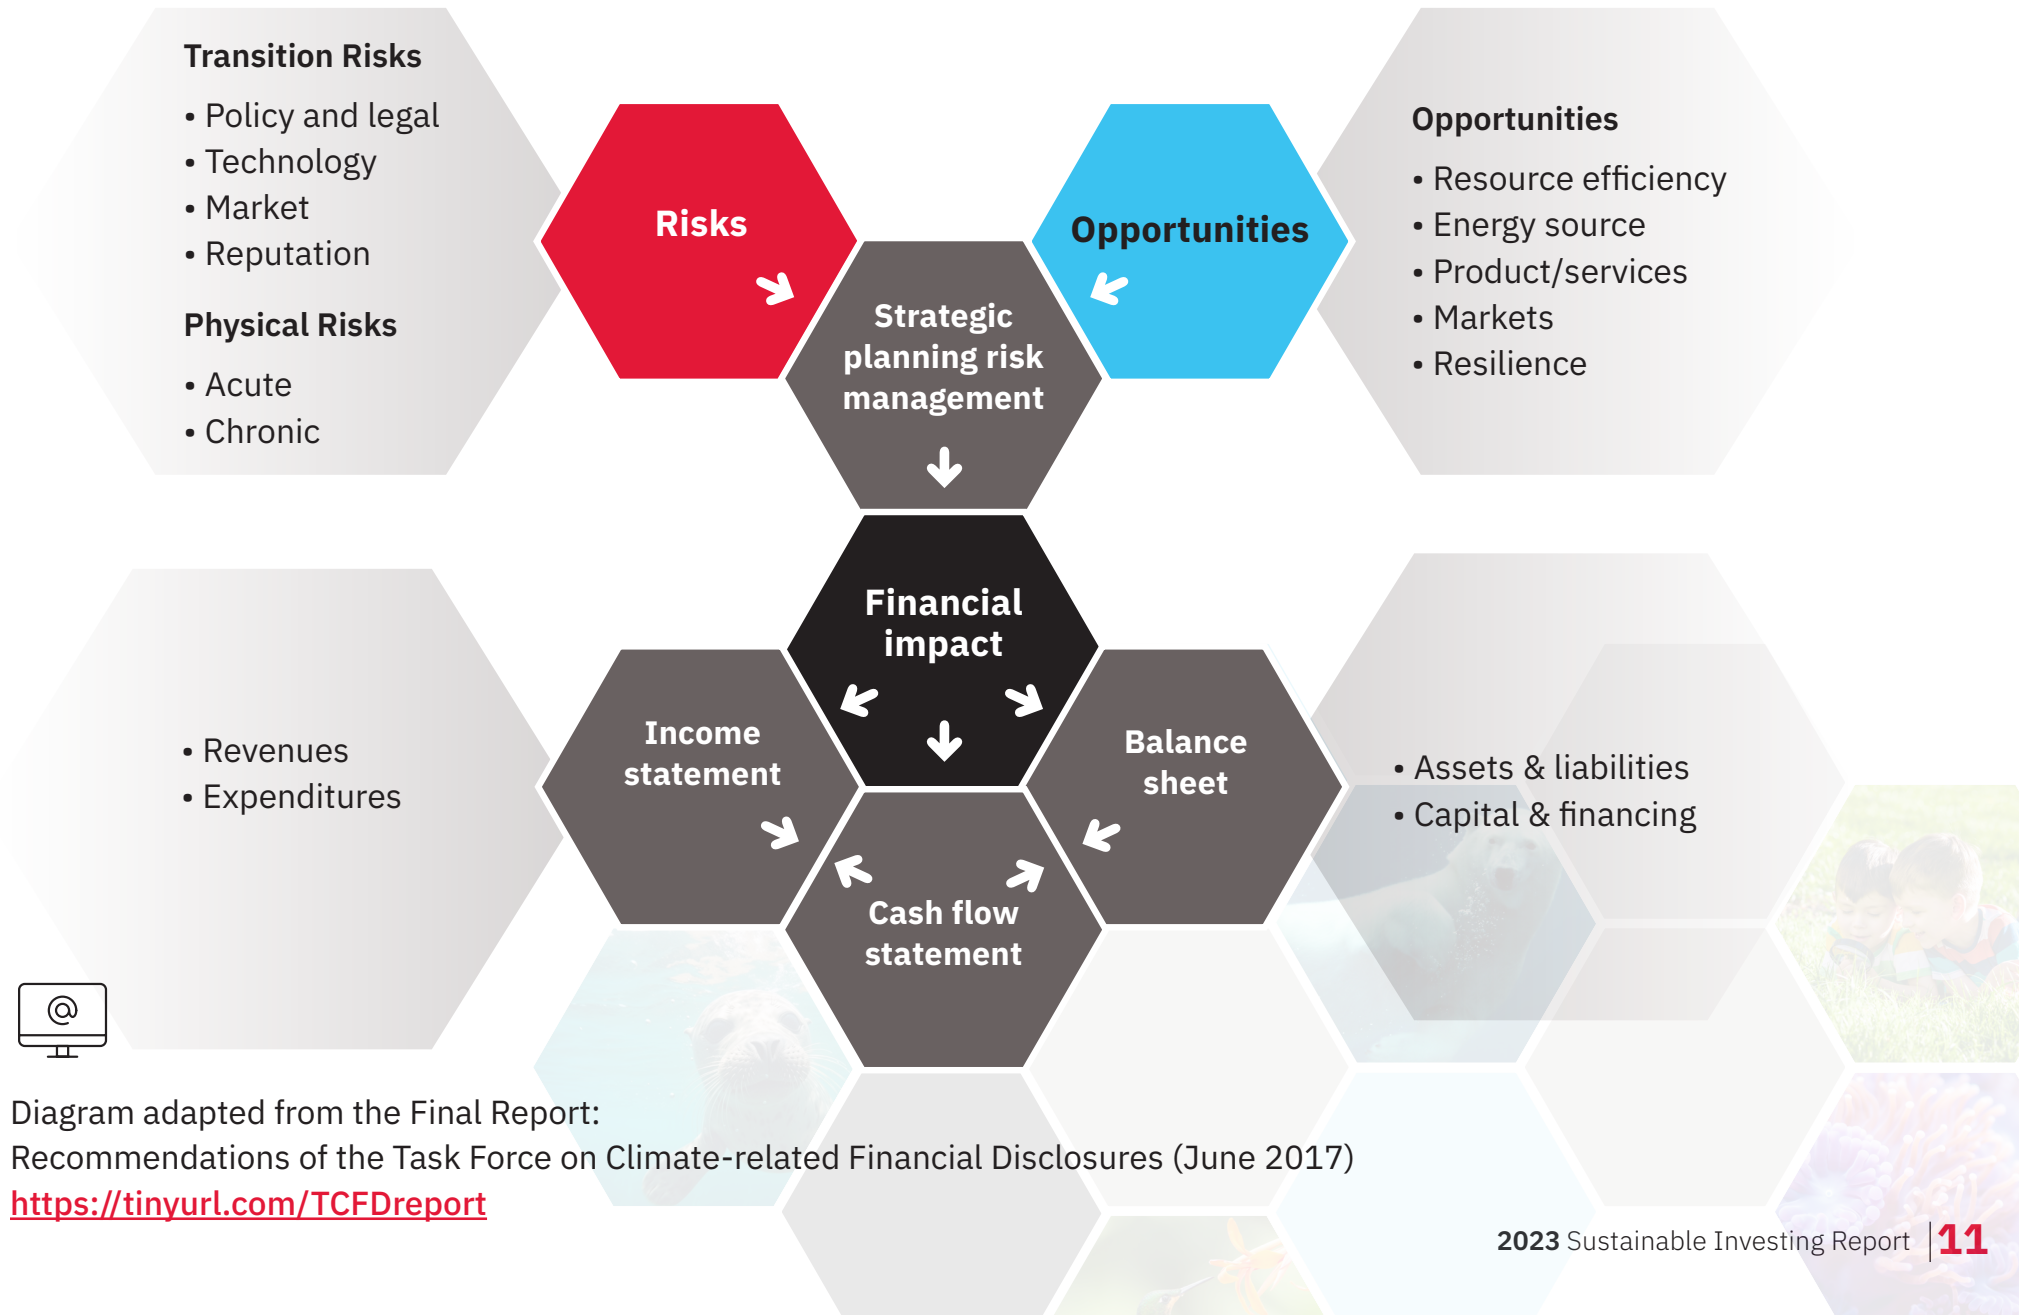 Transition Risks
• Policy and legal
• Technology
• Market
• Reputation
Physical Risks
• Acute
• Chronic
Risks
Opportunities
Opportunities
• Resource efficiency
• Energy source
• Product/services
• Markets
• Resilience
Strategic
planning risk
management
Financial
impact
• Revenues
• Expenditures
Income
statement
Balance
sheet
• Assets & liabilities
• Capital & financing
Cash flow
statement
@
Diagram adapted from the Final Report:
Recommendations of the Task Force on Climate-related Financial Disclosures (June 2017)
https://tinyurl.com/TCFDreport
2023 Sustainable Investing Report |11